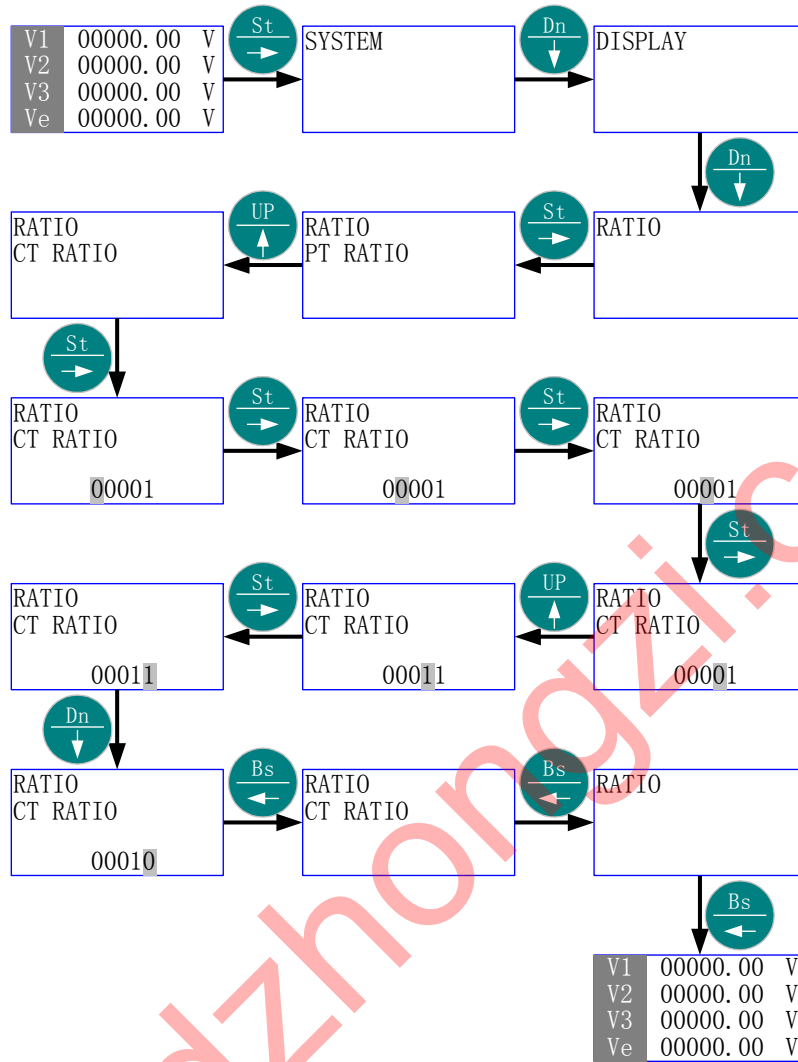 V1 00000.00 V
V2 00000.00 V
V3 00000.00 V
Ve 00000.00 V
St
SYSTEM
Dn
DISPLAY
Dn
RATIO
CT RATIO
UP
RATIO
PT RATIO
St
RATIO
St
RATIO
CT RATIO
00001
St
RATIO
CT RATIO
00001
St
RATIO
CT RATIO
00001
St
RATIO
CT RATIO
00011
St
RATIO
CT RATIO
00011
UP
RATIO
CT RATIO
00001
Dn
RATIO
CT RATIO
00010
Bs
RATIO
CT RATIO
Bs
RATIO
Bs
V1 00000.00 V
V2 00000.00 V
V3 00000.00 V
Ve 00000.00 V
dzhongzi.c